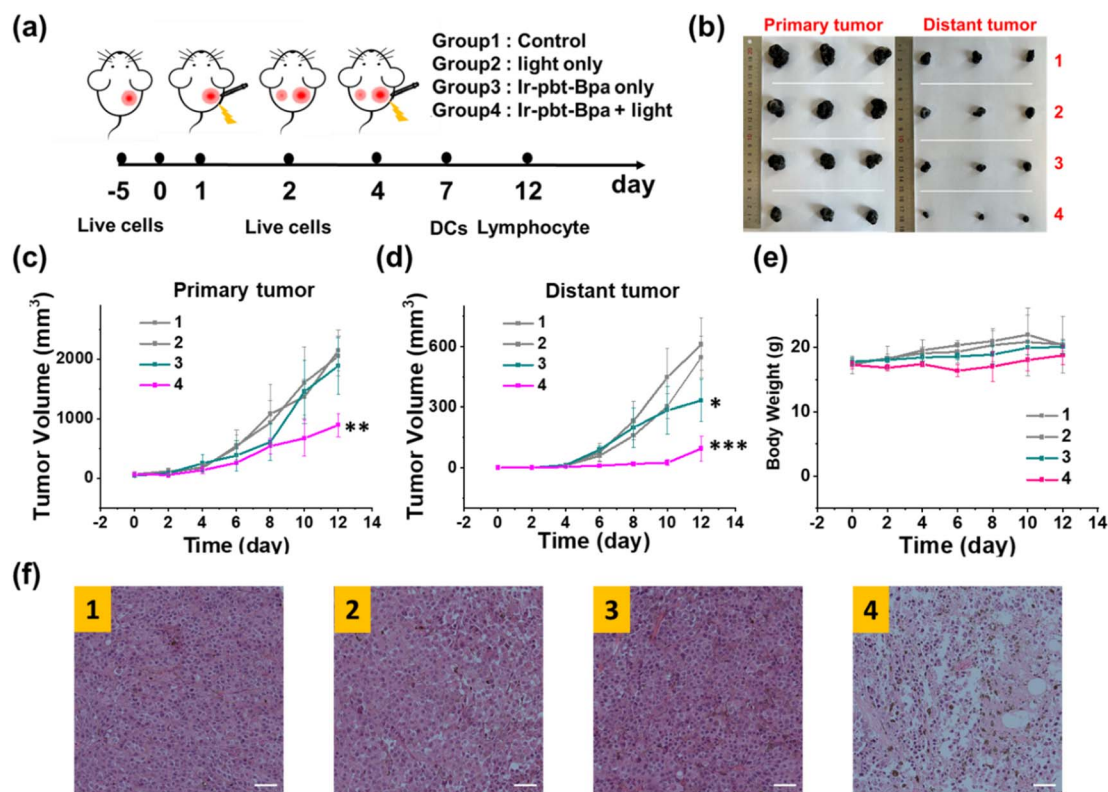 (a)
Group1 : Control
Group2 : light only
Group3 : Ir-pbt-Bpa only
Group4 : Ir-pbt-Bpa + light
-5 0 1 2 4 7 12 day
Live cells Live cells DCs Lymphocyte
(b)
Primary tumor Distant tumor
1
2
3
4
(c)
Primary tumor
Tumor Volume (mm³)
2000
1000
0
1
2
3
4
**
-2 0 2 4 6 8 10 12 14
Time (day)
(d)
Distant tumor
Tumor Volume (mm³)
600
300
0
1
2
3
4
*
***
-2 0 2 4 6 8 10 12 14
Time (day)
(e)
Body Weight (g)
20
10
0
1
2
3
4
-2 0 2 4 6 8 10 12 14
Time (day)
(f)
1 2 3 4